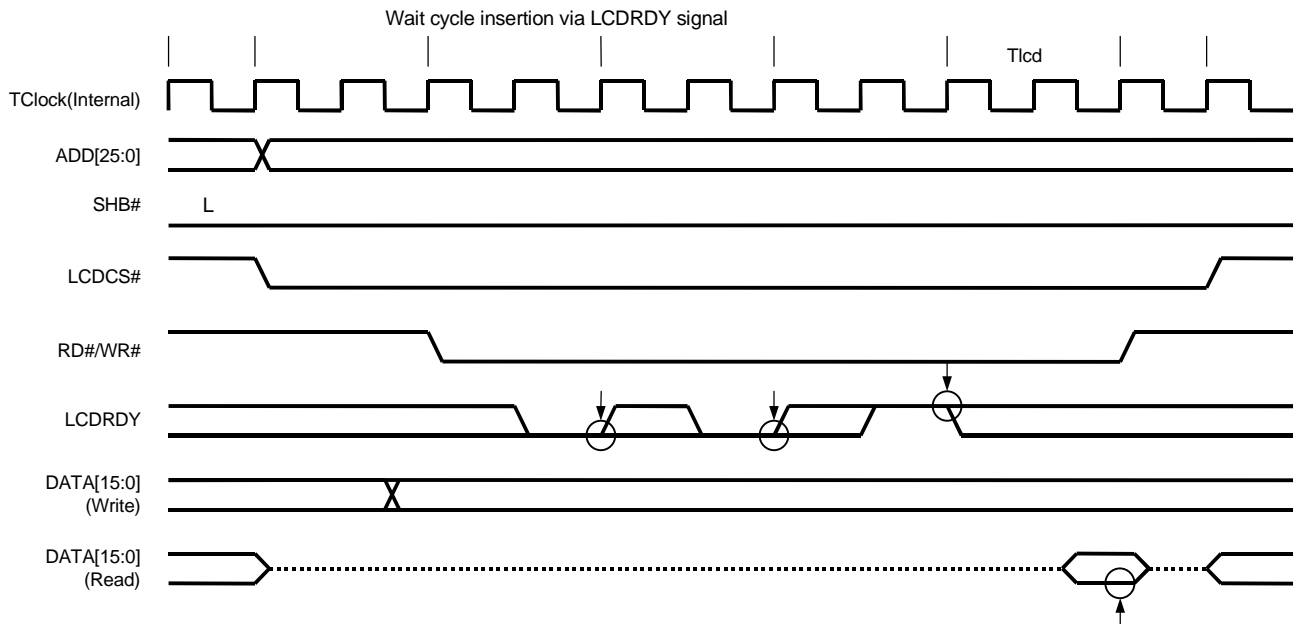 Wait cycle insertion via LCDRDY signal
Tlcd
TClock(Internal)
ADD[25:0]
SHB#
L
LCDCS#
RD#/WR#
LCDRDY
DATA[15:0]
(Write)
DATA[15:0]
(Read)